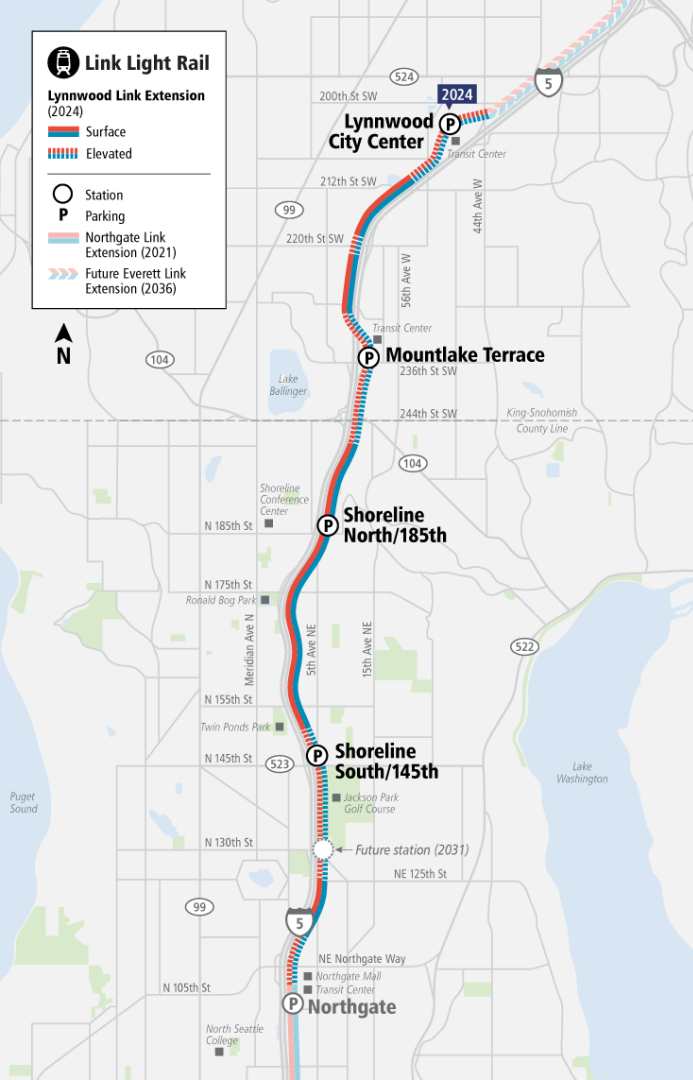 Link Light Rail
Lynnwood Link Extension
(2024)
Surface
Elevated
Station
P
Parking
Northgate Link
Extension (2021)
Future Everett Link
Extension (2036)
N
5
524
200th St SW
2024
Lynnwood
City Center
P
Transit Center
212th St SW
99
44th Ave W
220th St SW
56th Ave W
Transit Center
P
Mountlake Terrace
104
236th St SW
Lake
Ballinger
244th St SW
King-Snohomish
County Line
104
Shoreline
Conference
Center
N 185th St
P
Shoreline
North/185th
N 175th St
Ronald Bog Park
Meridian Ave N
5th Ave NE
15th Ave NE
522
N 155th St
Twin Ponds Park
N 145th St
523
P
Shoreline
South/145th
Lake
Washington
Puget
Sound
Jackson Park
Golf Course
N 130th St
Future station (2031)
NE 125th St
99
5
NE Northgate Way
Northgate Mall
Transit Center
N 105th St
P
Northgate
North Seattle
College